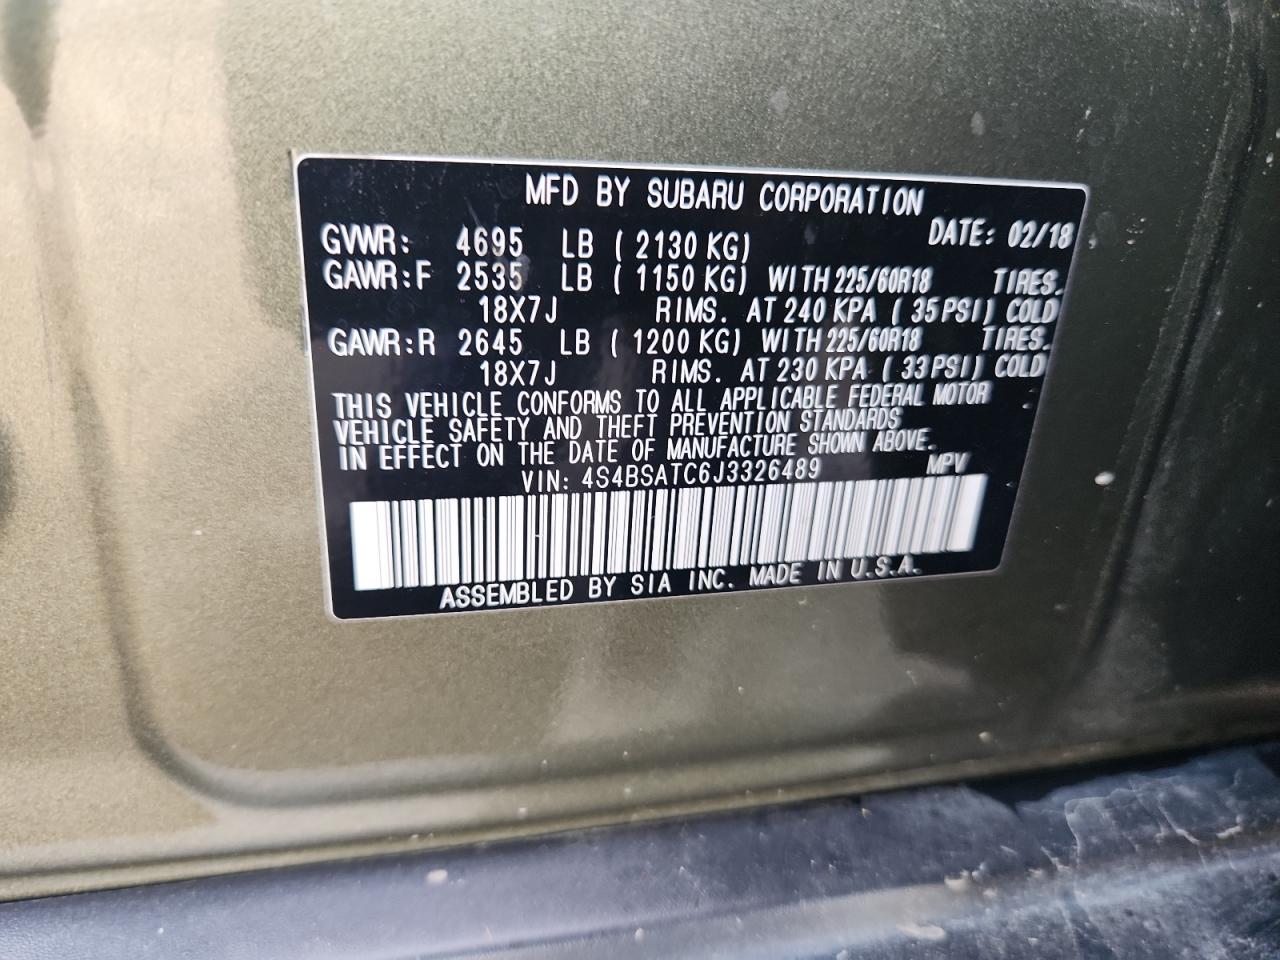 MFD BY SUBARU CORPORATION
GVWR: 4695 LB ( 2130 KG) DATE: 02/18
GAWR:F 2535 LB ( 1150 KG) WITH 225/60R18 TIRES.
18X7J RIMS. AT 240 KPA ( 35 PSI) COLD
GAWR:R 2645 LB ( 1200 KG) WITH 225/60R18 TIRES.
18X7J RIMS. AT 230 KPA ( 33 PSI) COLD
THIS VEHICLE CONFORMS TO ALL APPLICABLE FEDERAL MOTOR
VEHICLE SAFETY AND THEFT PREVENTION STANDARDS
IN EFFECT ON THE DATE OF MANUFACTURE SHOWN ABOVE.
VIN: 4S4BSATC6J3326489 MPV
ASSEMBLED BY SIA INC. MADE IN U.S.A.